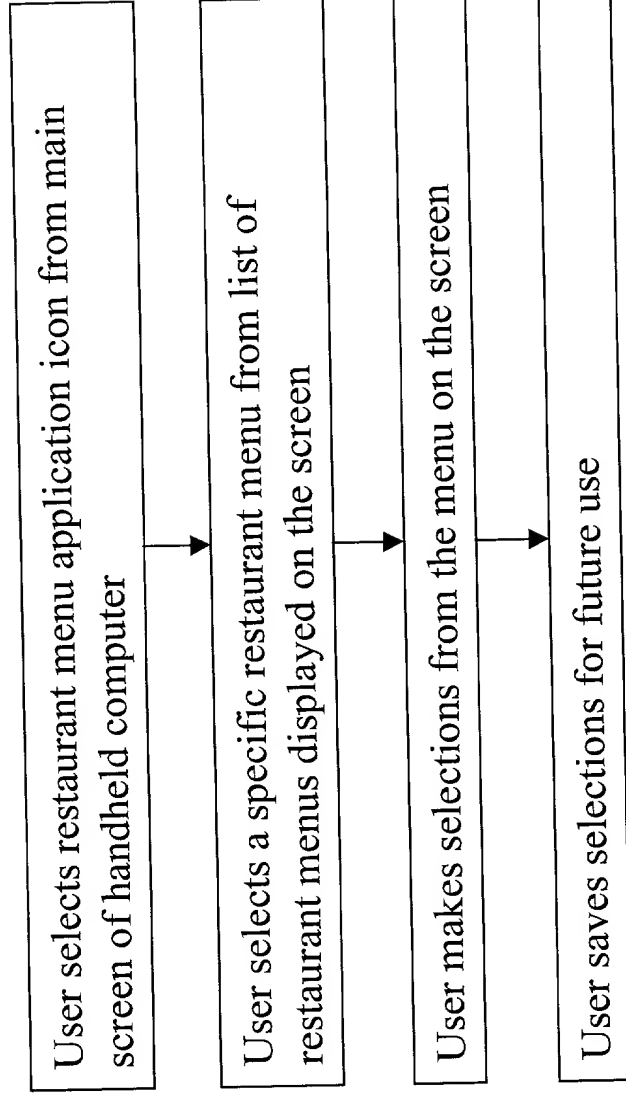 User selects restaurant menu application icon from main
screen of handheld computer
User selects a specific restaurant menu from list of
restaurant menus displayed on the screen
User makes selections from the menu on the screen
User saves selections for future use